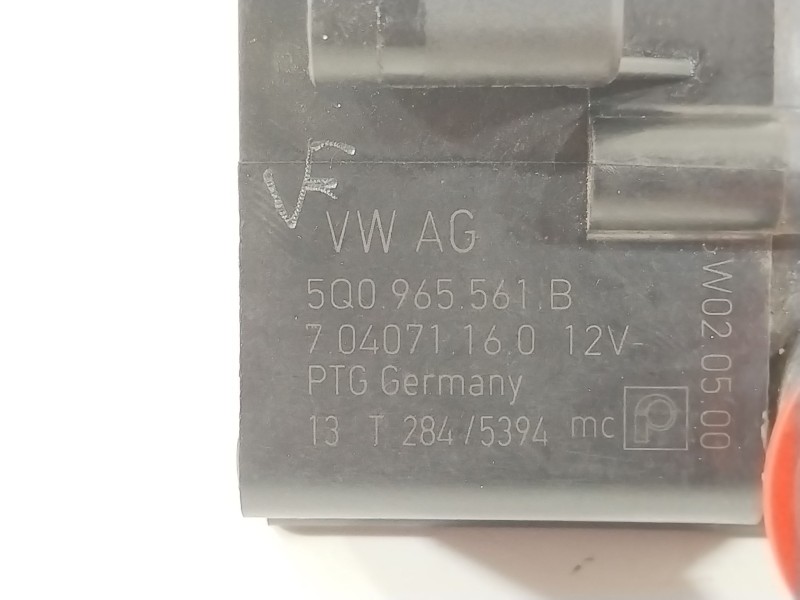 VF
VW AG
5Q0.965.561.B
7.04071.16.0 12V-
PTG Germany
13 T 284/5394 mc
W02.05.00